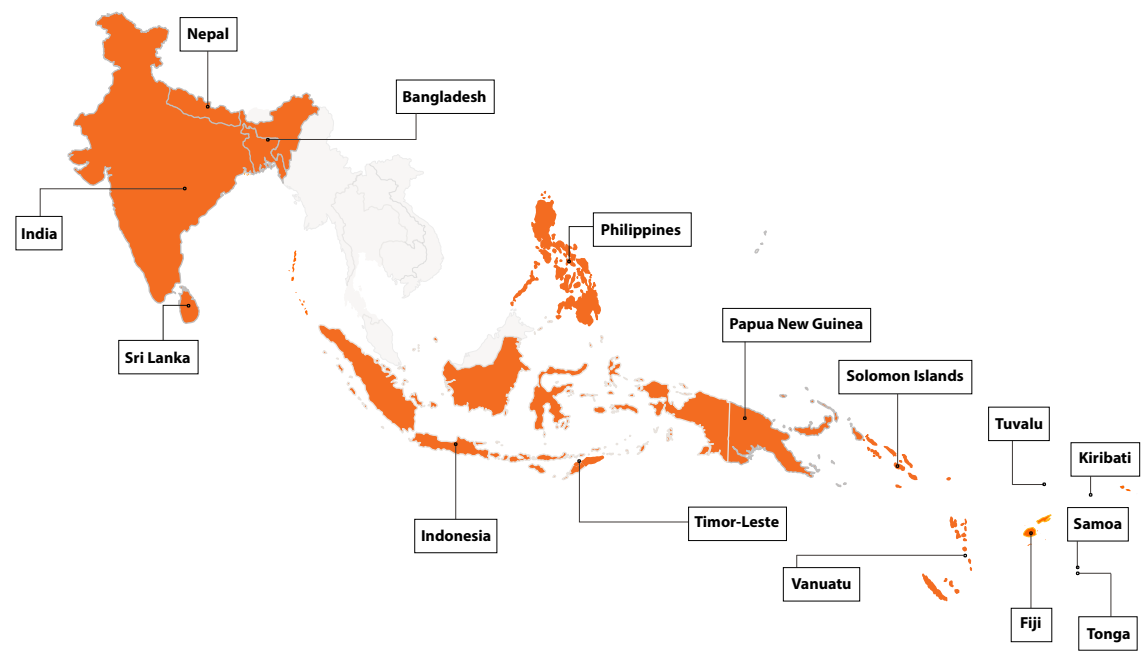 Nepal
Bangladesh
India
Philippines
Sri Lanka
Papua New Guinea
Solomon Islands
Tuvalu
Kiribati
Indonesia
Timor-Leste
Samoa
Vanuatu
Fiji
Tonga